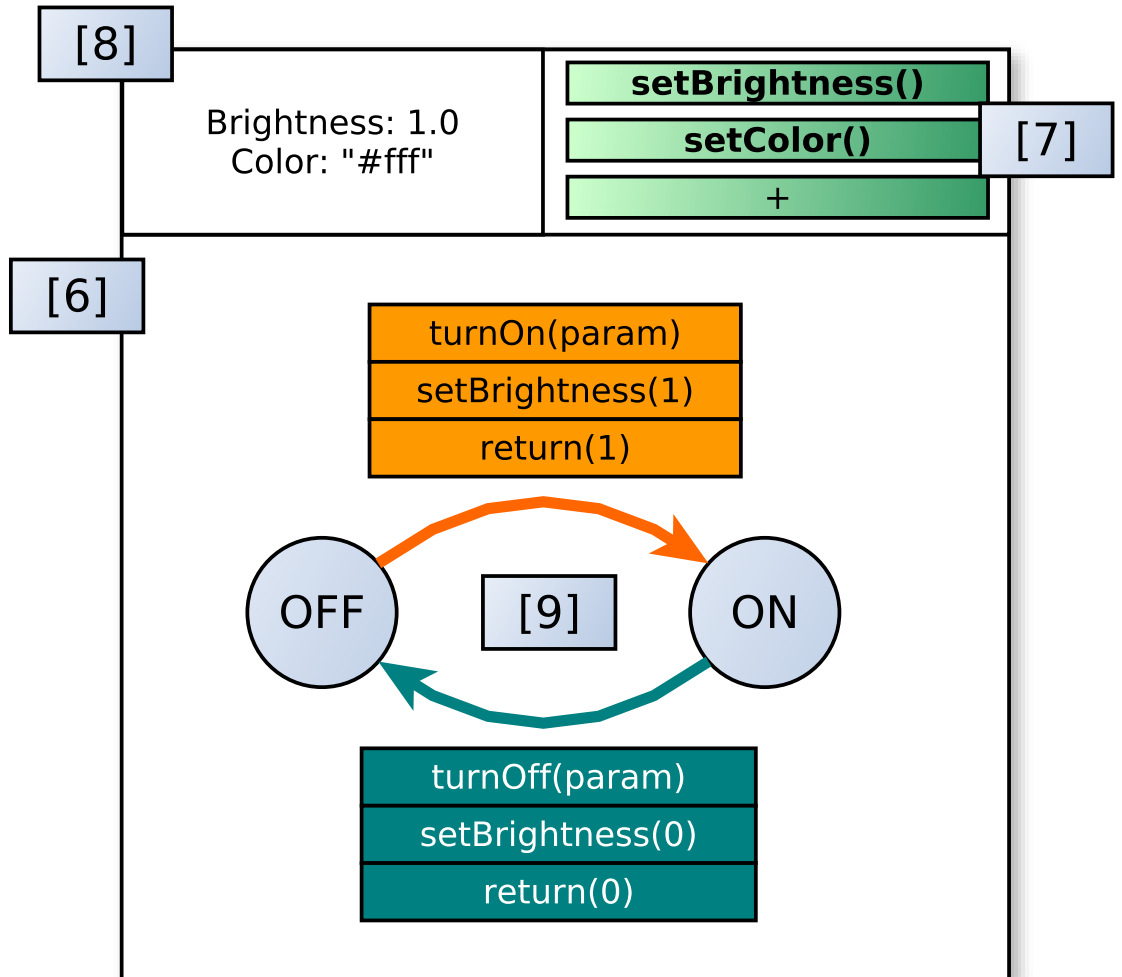 [8]
Brightness: 1.0
Color: "#fff"
setBrightness()
setColor()
+
[7]
[6]
turnOn(param)
setBrightness(1)
return(1)
OFF
[9]
ON
turnOff(param)
setBrightness(0)
return(0)